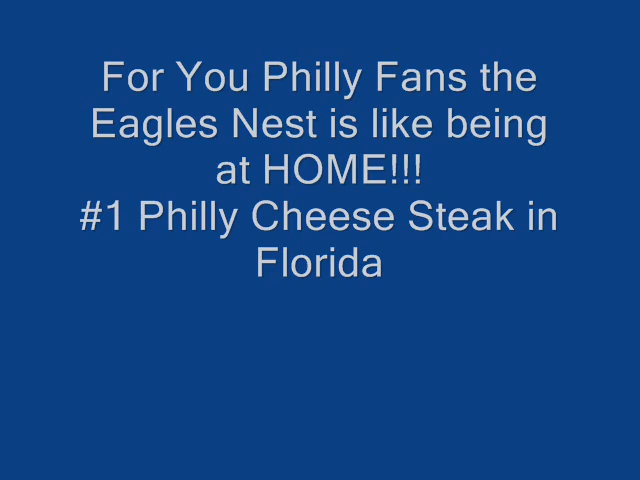 For You Philly Fans the
Eagles Nest is like being
at HOME!!!
#1 Philly Cheese Steak in
Florida